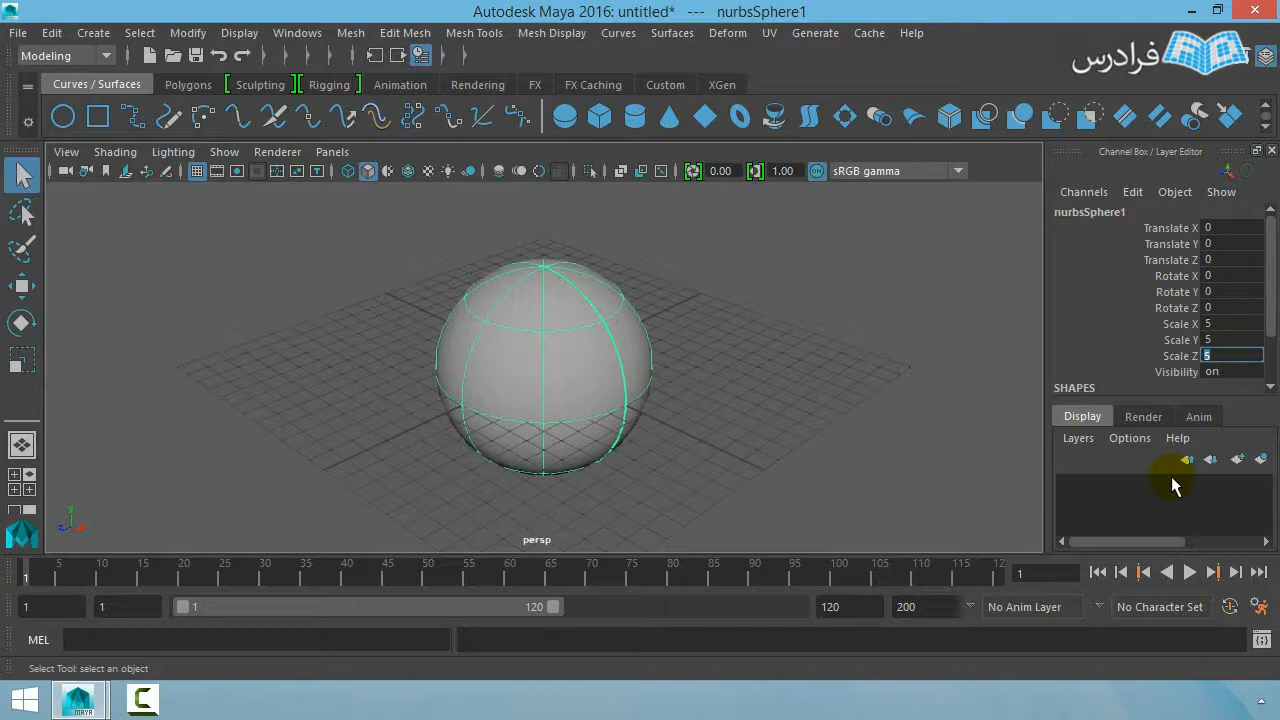 Autodesk Maya 2016: untitled* --- nurbsSphere1
File Edit Create Select Modify Display Windows Mesh Edit Mesh Mesh Tools Mesh Display Curves Surfaces Deform UV Generate Cache Help
Modeling
فرادرس
Curves / Surfaces Polygons Sculpting Rigging Animation Rendering FX FX Caching Custom XGen
View Shading Lighting Show Renderer Panels
0.00 1.00 ON sRGB gamma
Channel Box / Layer Editor
Channels Edit Object Show
nurbsSphere1
Translate X 0
Translate Y 0
Translate Z 0
Rotate X 0
Rotate Y 0
Rotate Z 0
Scale X 5
Scale Y 5
Scale Z 5
Visibility on
SHAPES
Display Render Anim
Layers Options Help
y
z x
persp
5 10 15 20 25 30 35 40 45 50 55 60 65 70 75 80 85 90 95 100 105 110 115 12
1 1
1 1 1 120 120 200 No Anim Layer No Character Set
MEL
Select Tool: select an object
MAYA